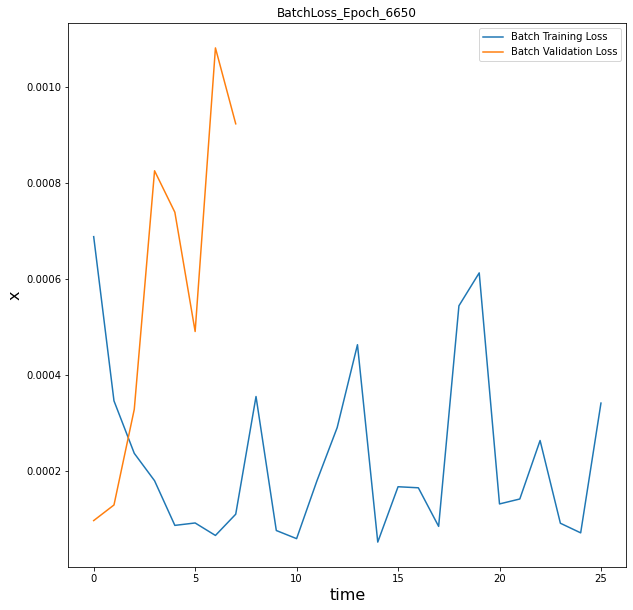 BatchLoss_Epoch_6650
Batch Training Loss
Batch Validation Loss
x
0.0010
0.0008
0.0006
0.0004
0.0002
0 5 10 15 20 25
time